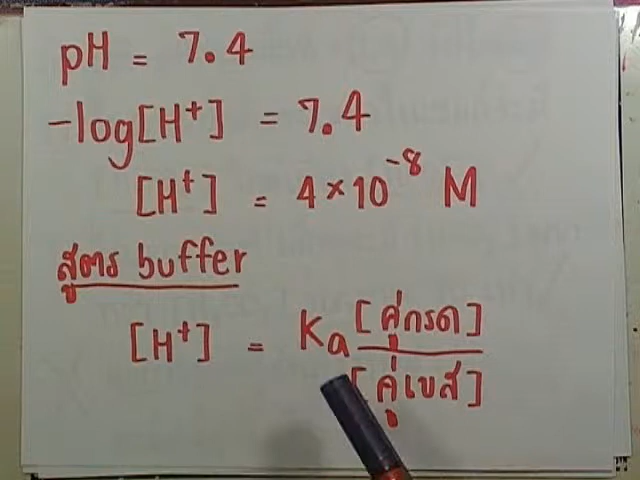 pH = 7.4
-log[H⁺] = 7.4
[H⁺] = 4×10⁻⁸ M
สูตร buffer
[H⁺] = Ka [คู่กรด]
[คู่เบส]